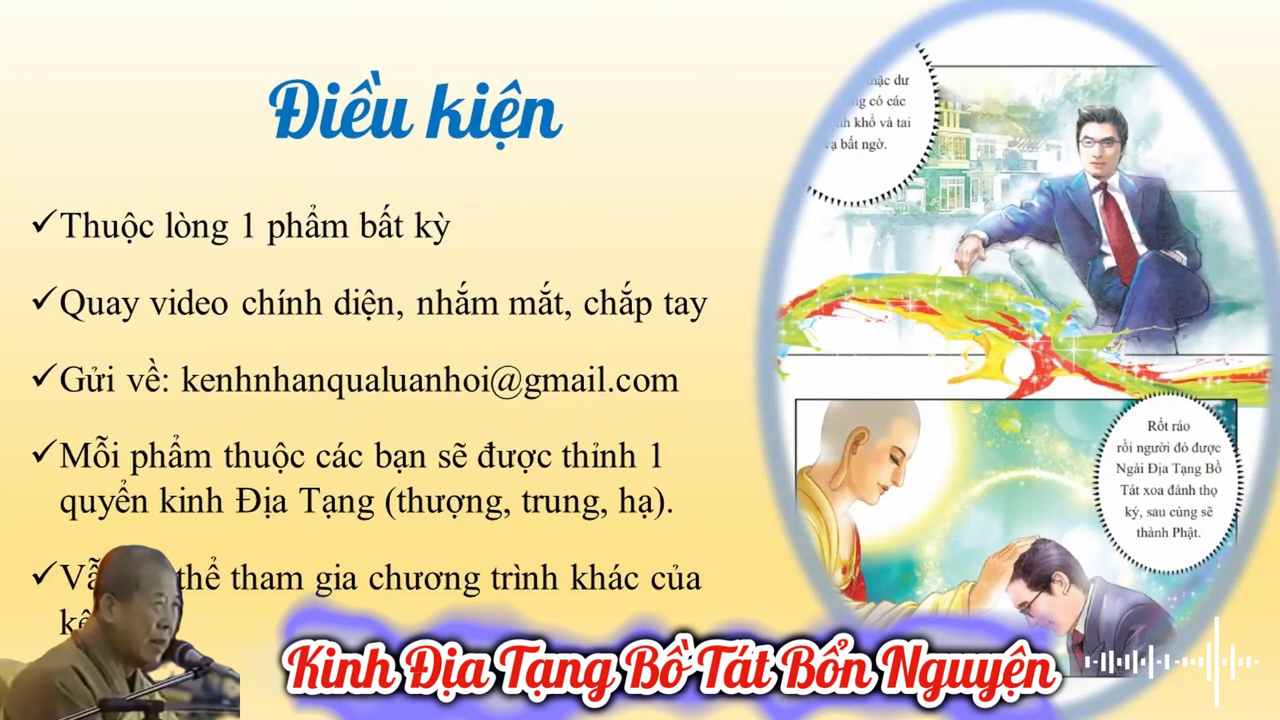 Điều kiện
Thuộc lòng 1 phẩm bất kỳ
Quay video chính diện, nhắm mắt, chắp tay
Gửi về: kenhnhanqualuanhoi@gmail.com
Mỗi phẩm thuộc các bạn sẽ được thỉnh 1
quyển kinh Địa Tạng (thượng, trung, hạ).
thể tham gia chương trình khác của
mặc dư
có các
khổ và tai
bất ngờ.
Rốt ráo
rồi người đó được
Ngài Địa Tạng Bồ
Tát xoa đảnh thọ
ký, sau cùng sẽ
thành Phật.
Kinh Địa Tạng Bồ Tát Bổn Nguyện